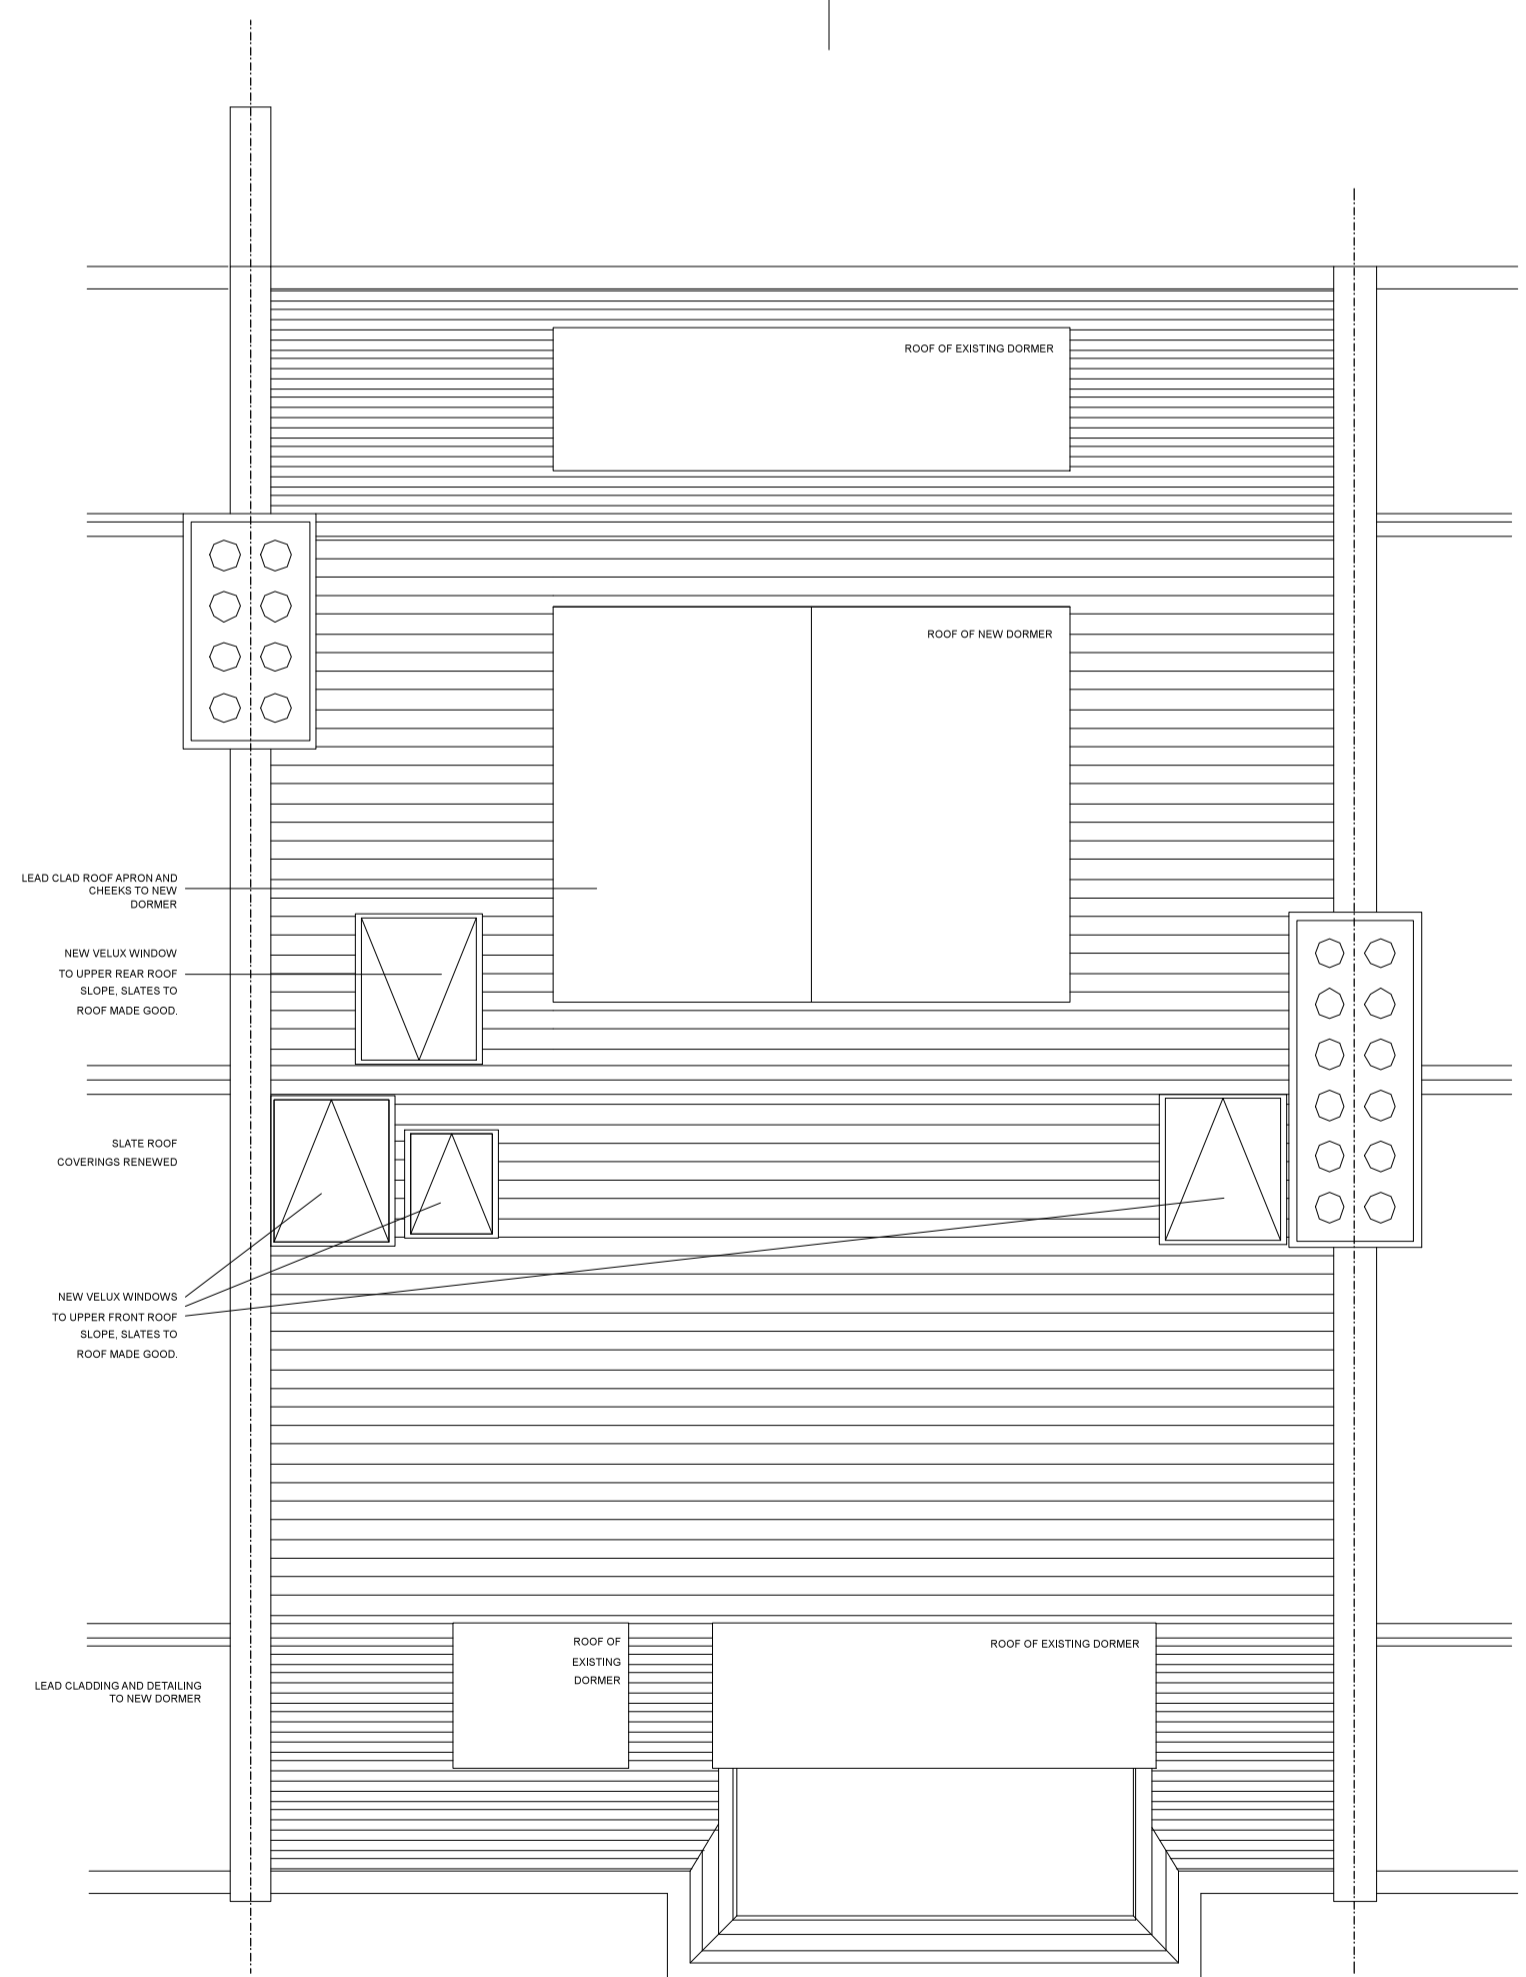 ROOF OF EXISTING DORMER
ROOF OF NEW DORMER
LEAD CLAD ROOF APRON AND
CHEEKS TO NEW
DORMER
NEW VELUX WINDOW
TO UPPER REAR ROOF
SLOPE, SLATES TO
ROOF MADE GOOD.
SLATE ROOF
COVERINGS RENEWED
NEW VELUX WINDOWS
TO UPPER FRONT ROOF
SLOPE, SLATES TO
ROOF MADE GOOD.
ROOF OF
EXISTING
DORMER
ROOF OF EXISTING DORMER
LEAD CLADDING AND DETAILING
TO NEW DORMER